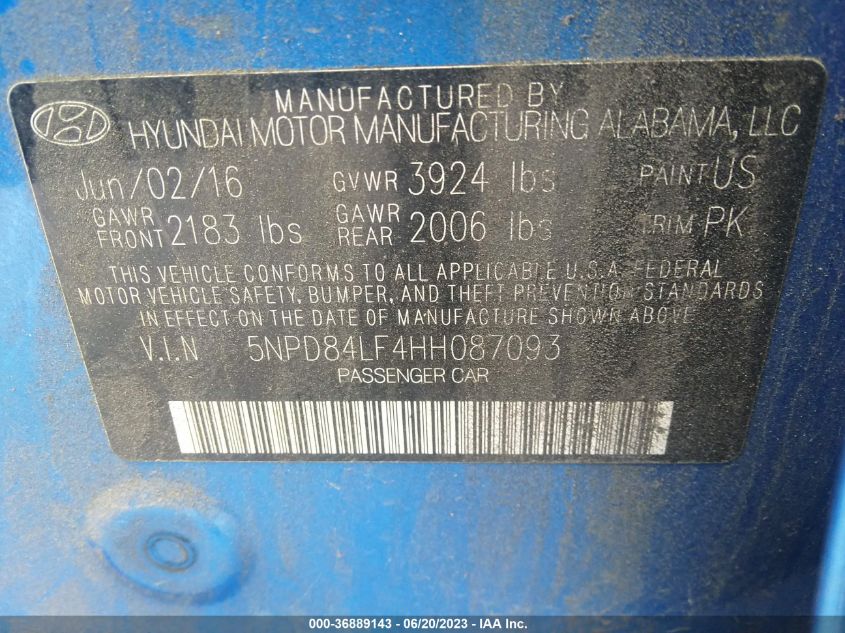 MANUFACTURED BY
HYUNDAI MOTOR MANUFACTURING ALABAMA, LLC
Jun/02/16 GVWR 3924 lbs PAINT US
GAWR FRONT 2183 lbs GAWR REAR 2006 lbs TRIM PK
THIS VEHICLE CONFORMS TO ALL APPLICABLE U.S.A. FEDERAL
MOTOR VEHICLE SAFETY, BUMPER, AND THEFT PREVENTION STANDARDS
IN EFFECT ON THE DATE OF MANUFACTURE SHOWN ABOVE.
V.I.N 5NPD84LF4HH087093
PASSENGER CAR
000-36889143 - 06/20/2023 - IAA Inc.